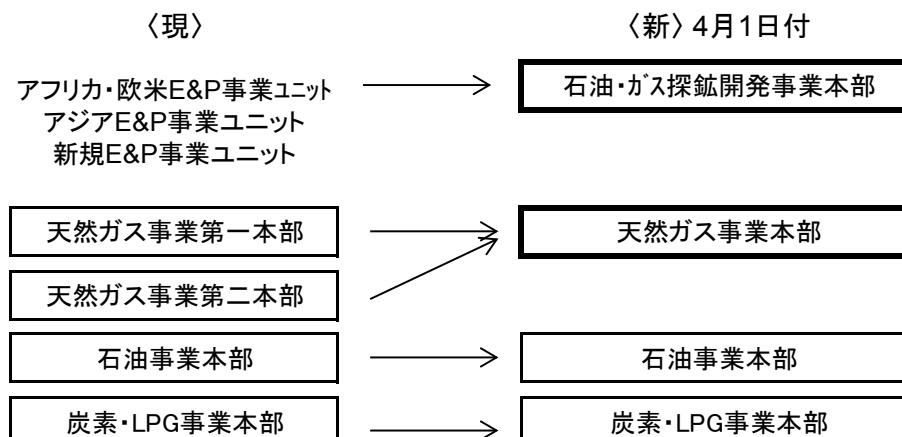 〈現〉
〈新〉 4月1日付
アフリカ・欧米E&P事業ユニット
アジアE&P事業ユニット
新規E&P事業ユニット
石油・ガス探鉱開発事業本部
天然ガス事業第一本部
天然ガス事業本部
天然ガス事業第二本部
石油事業本部
石油事業本部
炭素・LPG事業本部
炭素・LPG事業本部